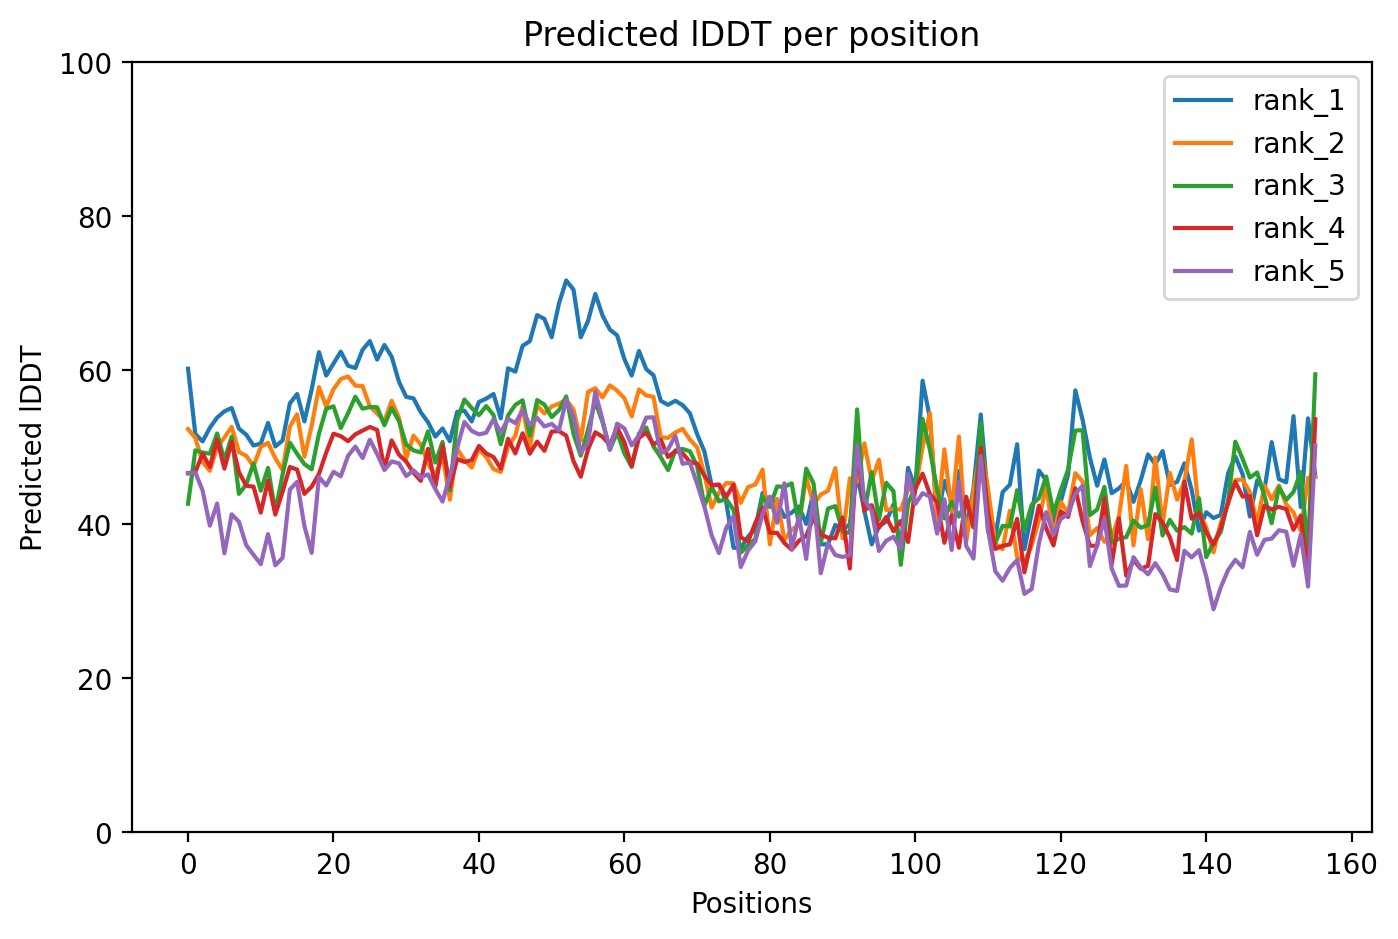 Predicted lDDT per position
100
80
60
40
20
0
Predicted lDDT
rank_1
rank_2
rank_3
rank_4
rank_5
0 20 40 60 80 100 120 140 160
Positions